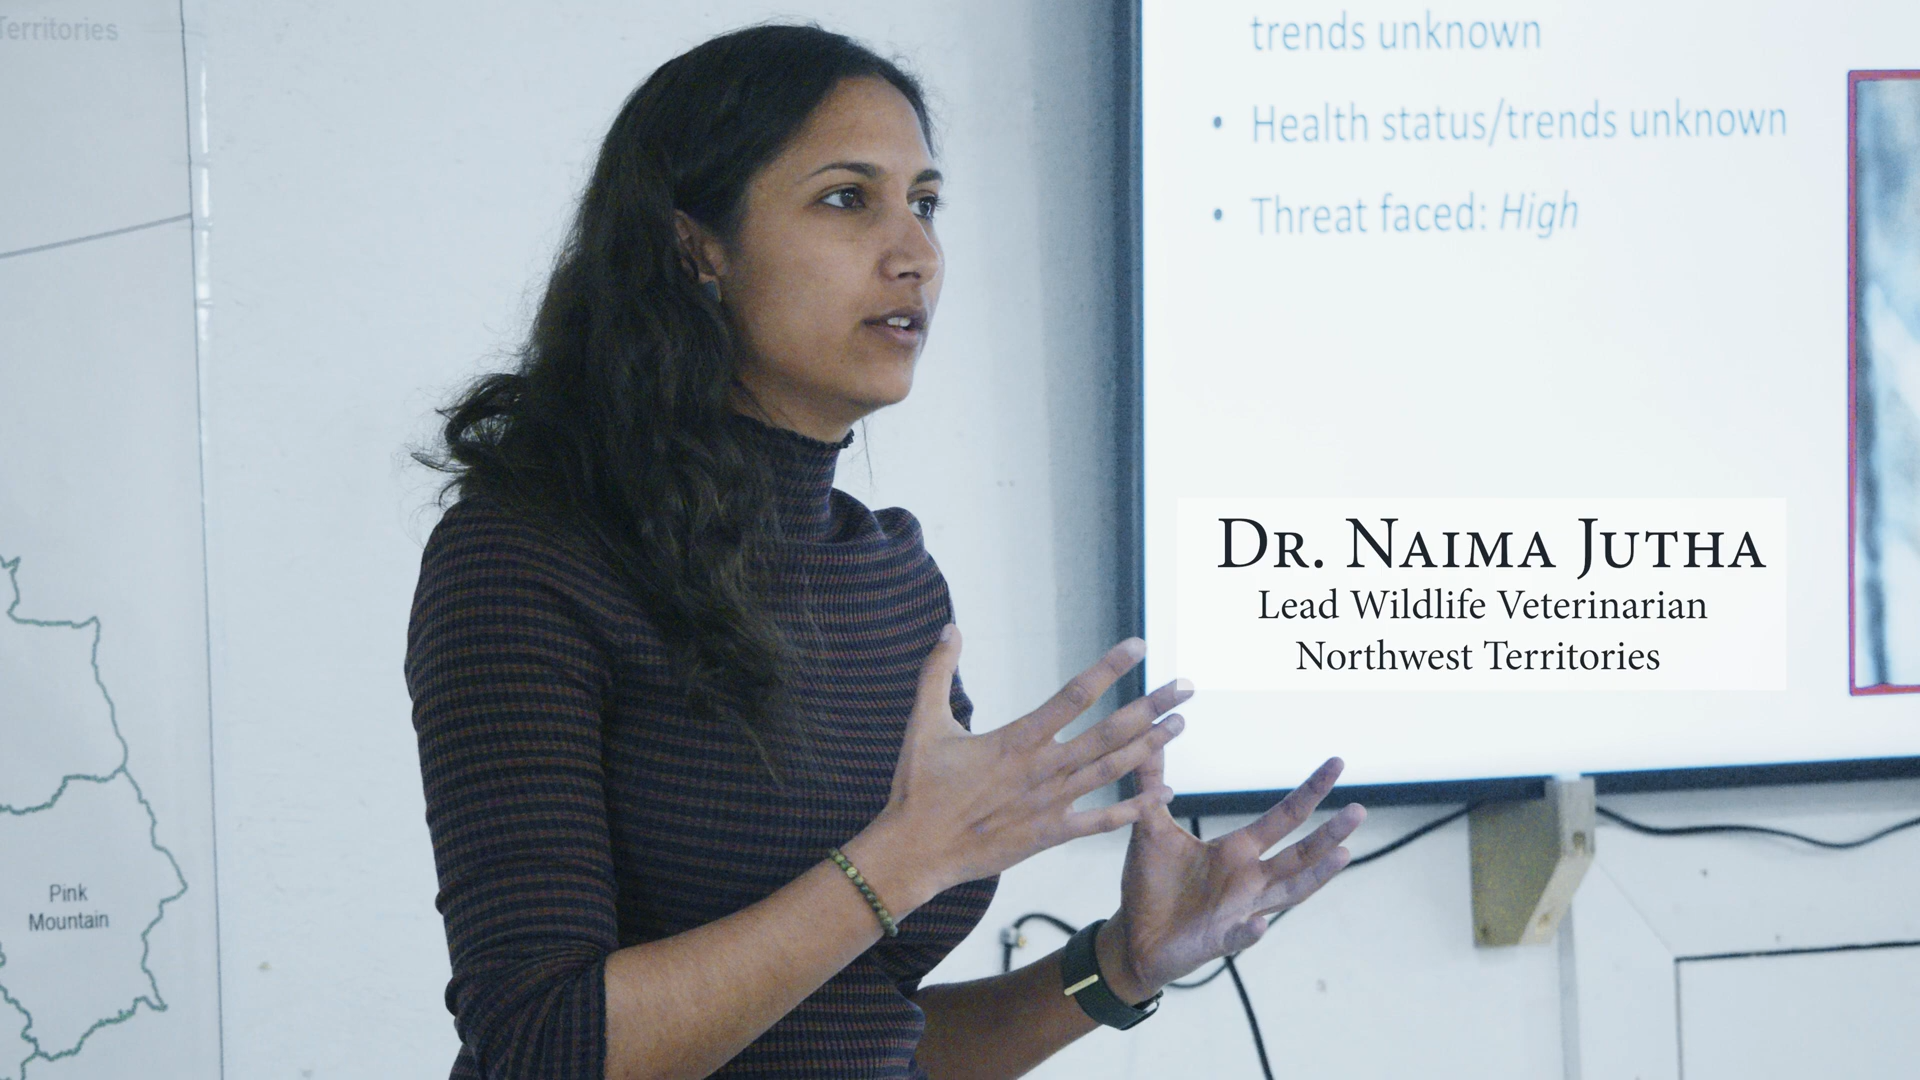 Territories
trends unknown
• Health status/trends unknown
• Threat faced: High
DR. NAIMA JUTHA
Lead Wildlife Veterinarian
Northwest Territories
Pink
Mountain